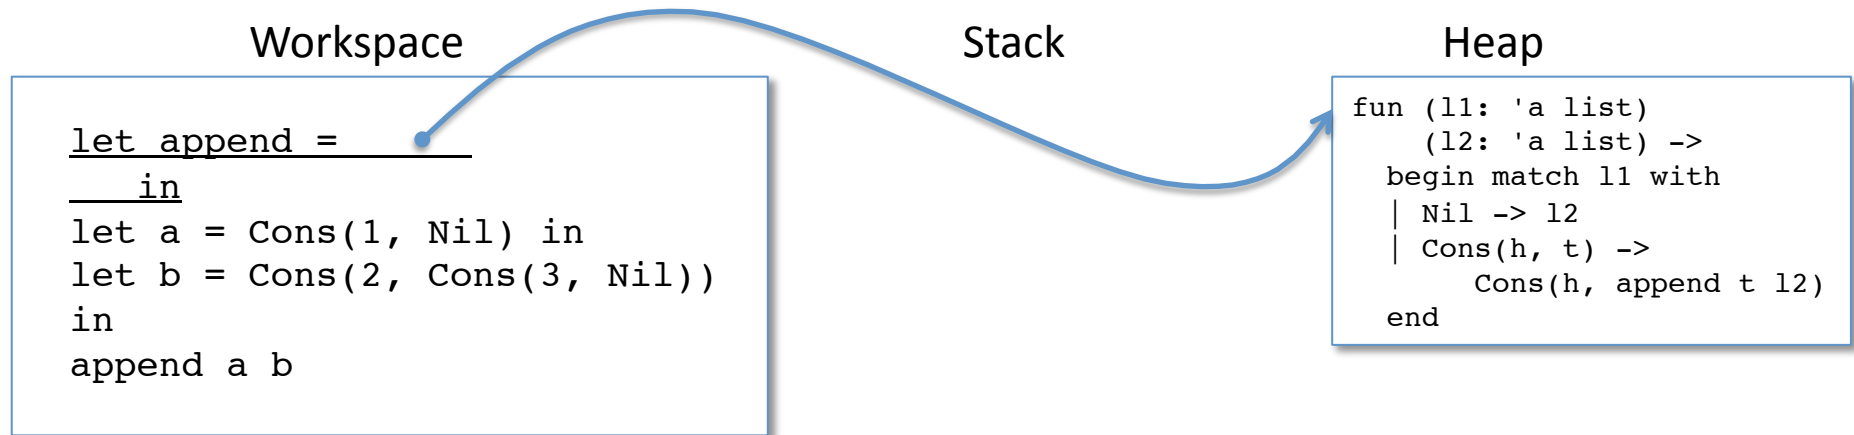 Workspace
Stack
Heap
let append =
in
let a = Cons(1, Nil) in
let b = Cons(2, Cons(3, Nil))
in
append a b
fun (l1: 'a list)
(l2: 'a list) ->
begin match l1 with
| Nil -> l2
| Cons(h, t) ->
Cons(h, append t l2)
end